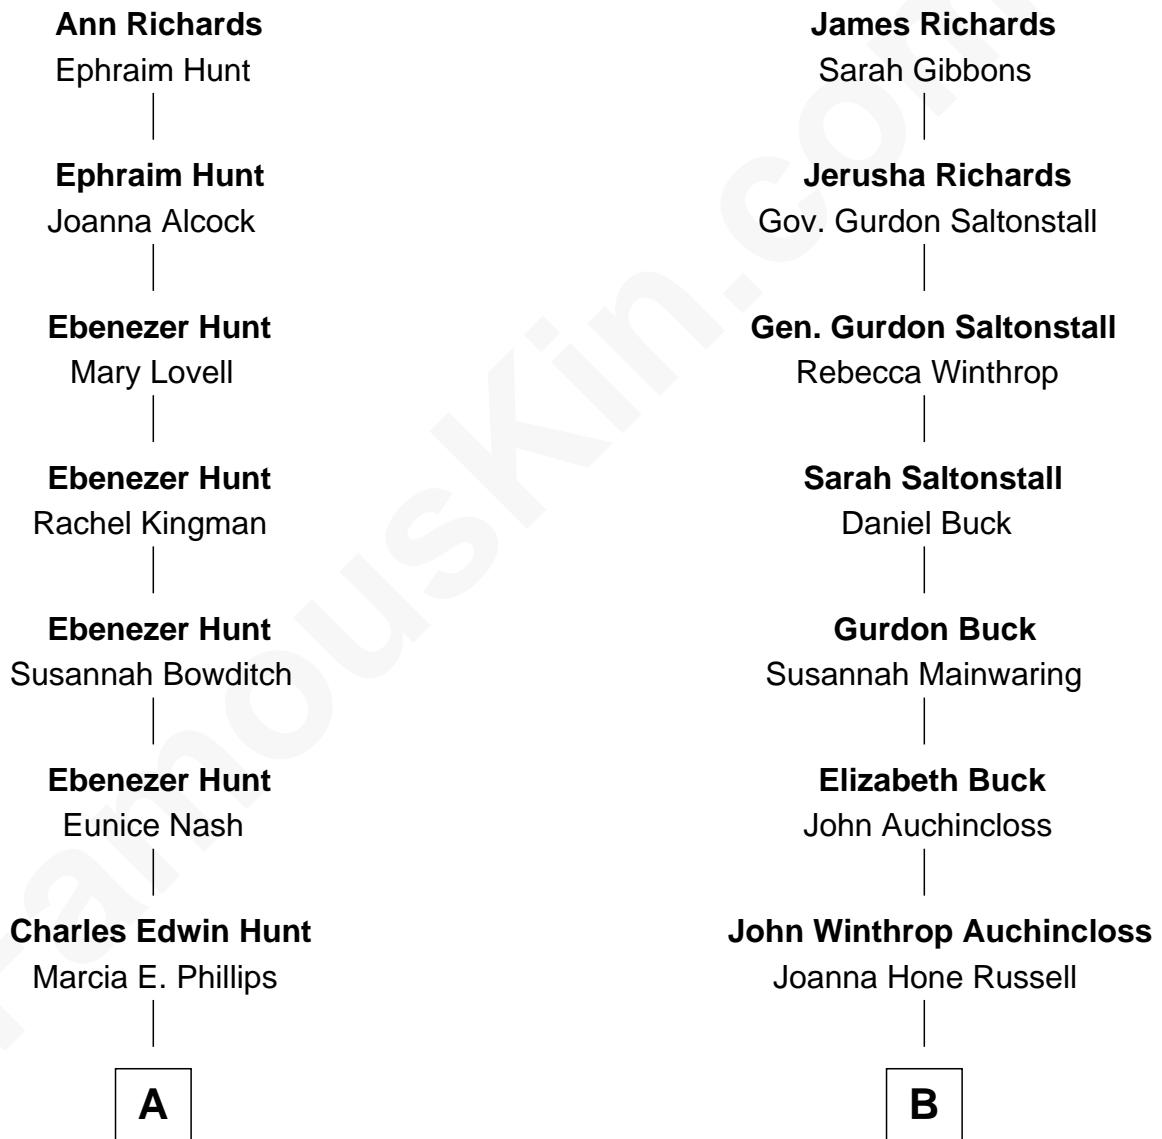 Ann Richards
Ephraim Hunt
Ephraim Hunt
Joanna Alcock
Ebenezer Hunt
Mary Lovell
Ebenezer Hunt
Rachel Kingman
Ebenezer Hunt
Susannah Bowditch
Ebenezer Hunt
Eunice Nash
Charles Edwin Hunt
Marcia E. Phillips
A
James Richards
Sarah Gibbons
Jerusha Richards
Gov. Gurdon Saltonstall
Gen. Gurdon Saltonstall
Rebecca Winthrop
Sarah Saltonstall
Daniel Buck
Gurdon Buck
Susannah Mainwaring
Elizabeth Buck
John Auchincloss
John Winthrop Auchincloss
Joanna Hone Russell
B
FamousKin.com